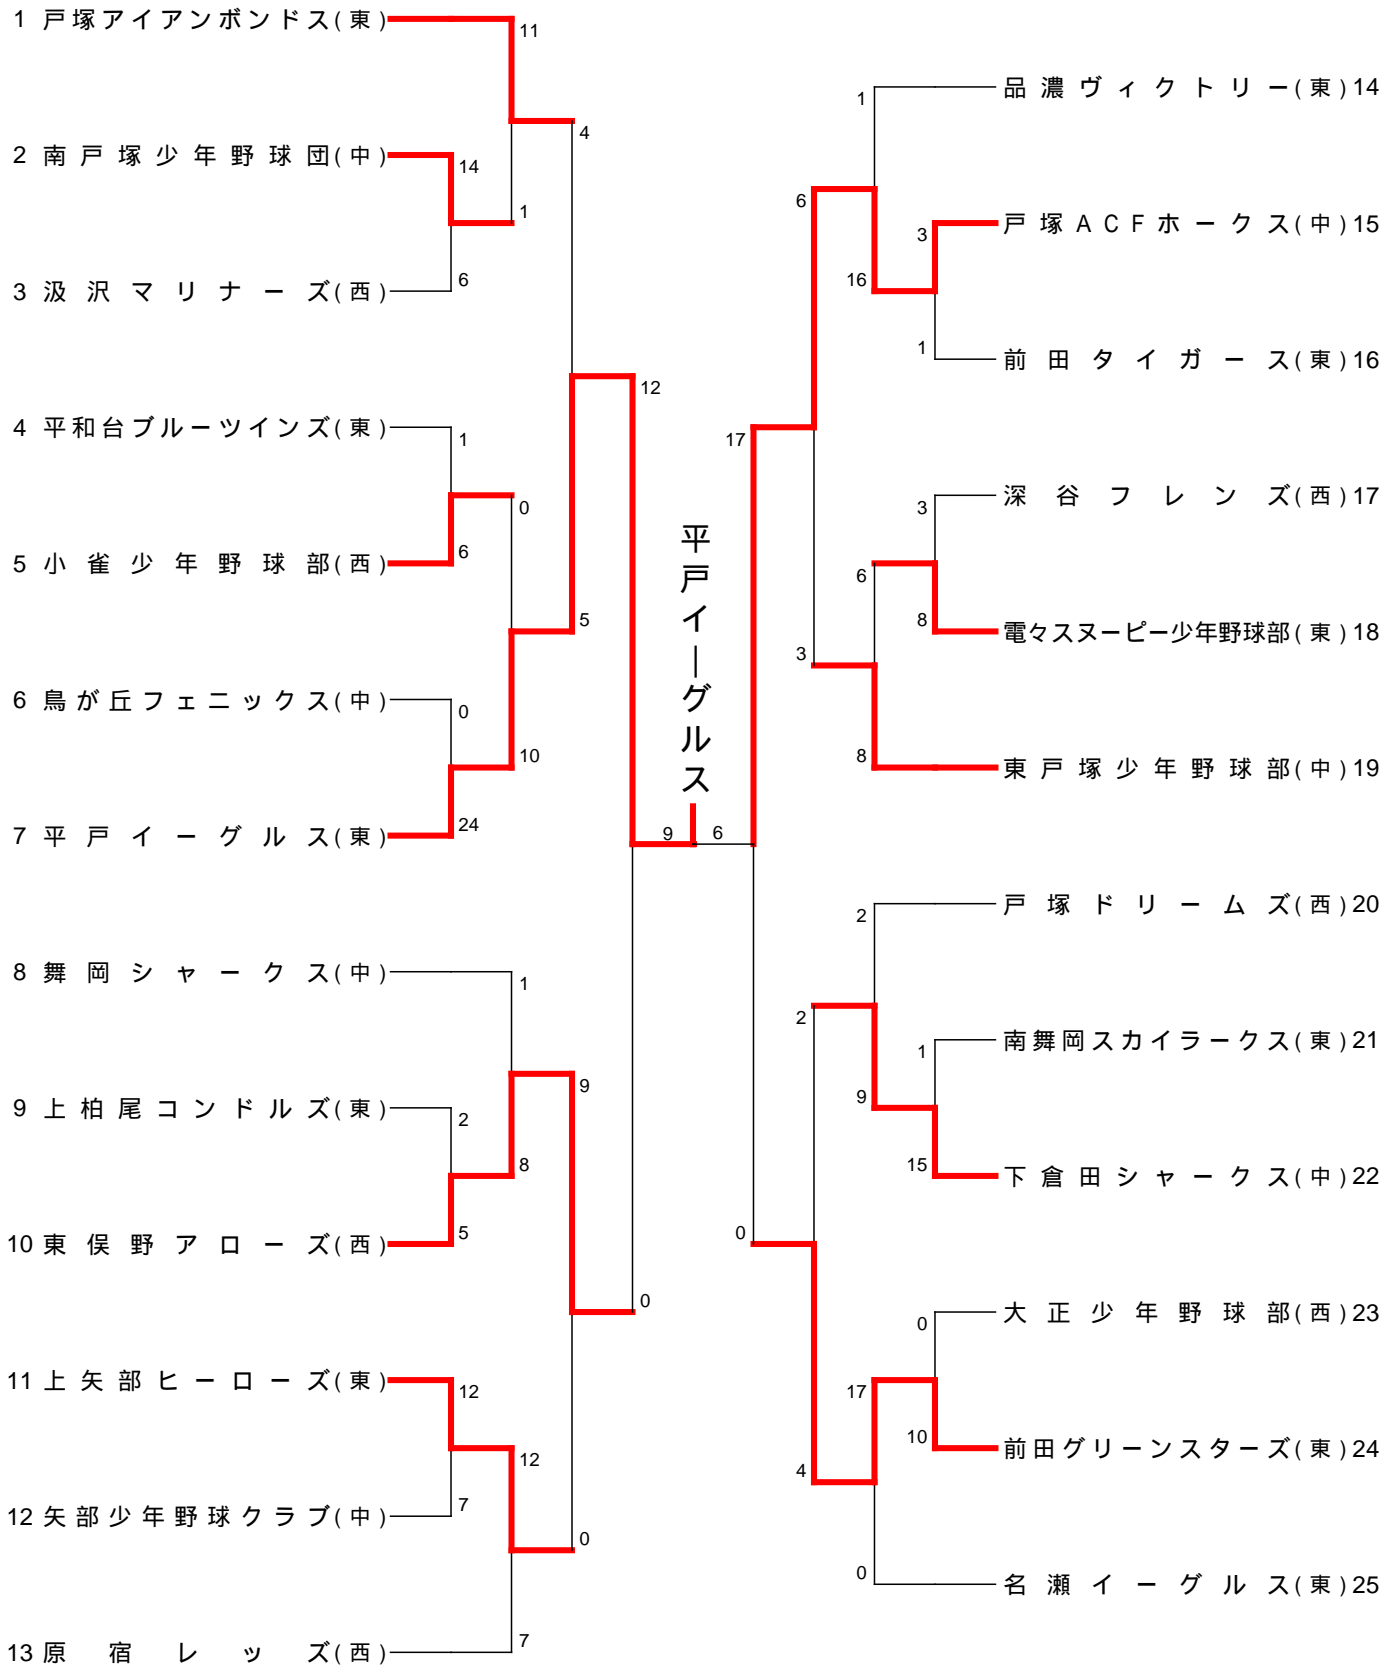 1 戸塚アイアンボンドス(東)
11
4
2 南戸塚少年野球団(中)
14
1
3 汲沢マリナーズ(西)
6
12
4 平和台ブルーツインズ(東)
1
0
5 小雀少年野球部(西)
6
5
6 鳥が丘フェニックス(中)
0
10
7 平戸イーグルス(東)
24
9
8 舞岡シャークス(中)
1
9
9 上柏尾コンドルズ(東)
2
8
10 東俣野アローズ(西)
5
0
11 上矢部ヒーローズ(東)
12
12
12 矢部少年野球クラブ(中)
7
0
13 原宿レッズ(西)
7
平戸イーグルス
品濃ヴィクトリー(東)14
1
6
戸塚ACFホークス(中)15
3
16
前田タイガース(東)16
1
17
深谷フレンズ(西)17
3
6
電々スヌーピー少年野球部(東)18
8
3
東戸塚少年野球部(中)19
8
6
戸塚ドリームズ(西)20
2
2
南舞岡スカイラークス(東)21
1
9
下倉田シャークス(中)22
15
0
大正少年野球部(西)23
0
17
前田グリーンスターズ(東)24
10
4
名瀬イーグルス(東)25
0